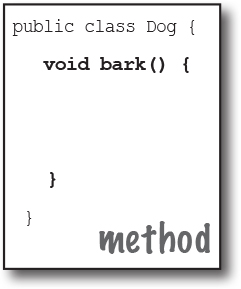 public class Dog {
void bark() {
}
}
method